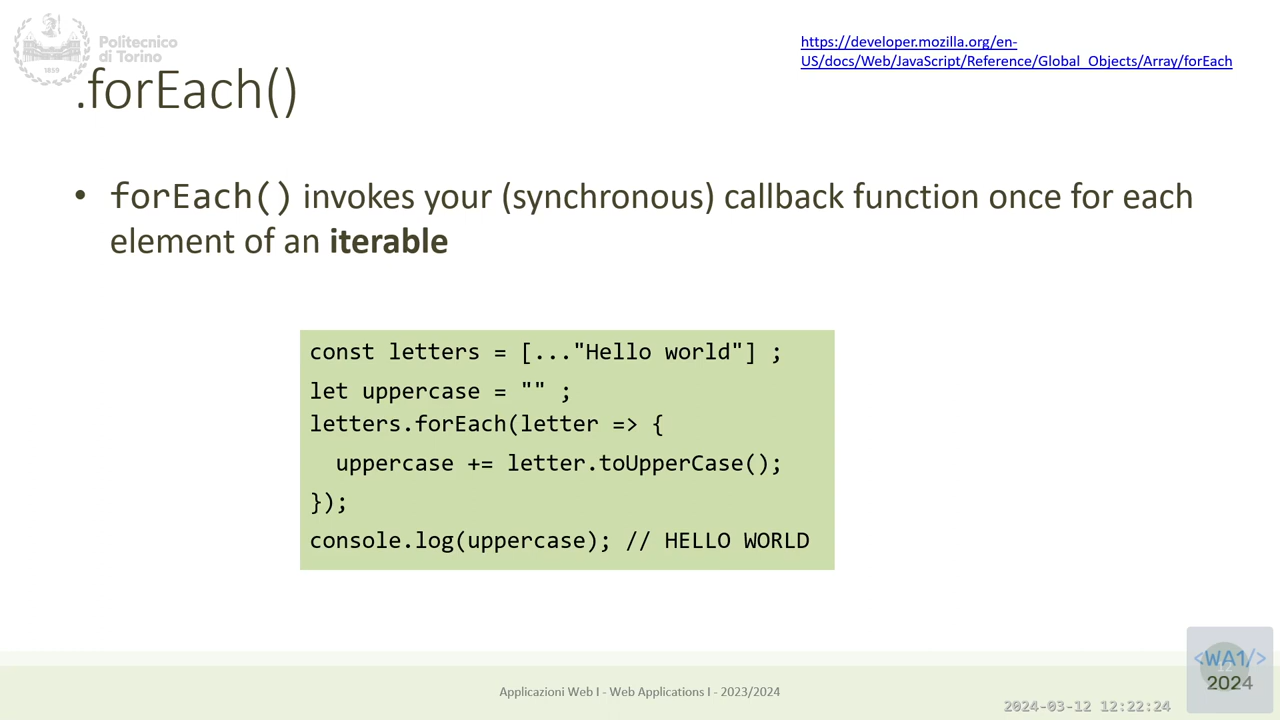 Politecnico
di Torino
1859
https://developer.mozilla.org/en-
US/docs/Web/JavaScript/Reference/Global_Objects/Array/forEach
.forEach()
• forEach() invokes your (synchronous) callback function once for each
element of an iterable
const letters = [..."Hello world"] ;
let uppercase = "" ;
letters.forEach(letter => {
  uppercase += letter.toUpperCase();
});
console.log(uppercase); // HELLO WORLD
Applicazioni Web I - Web Applications I - 2023/2024
2024-03-12 12:22:24
<WA1/>
2024